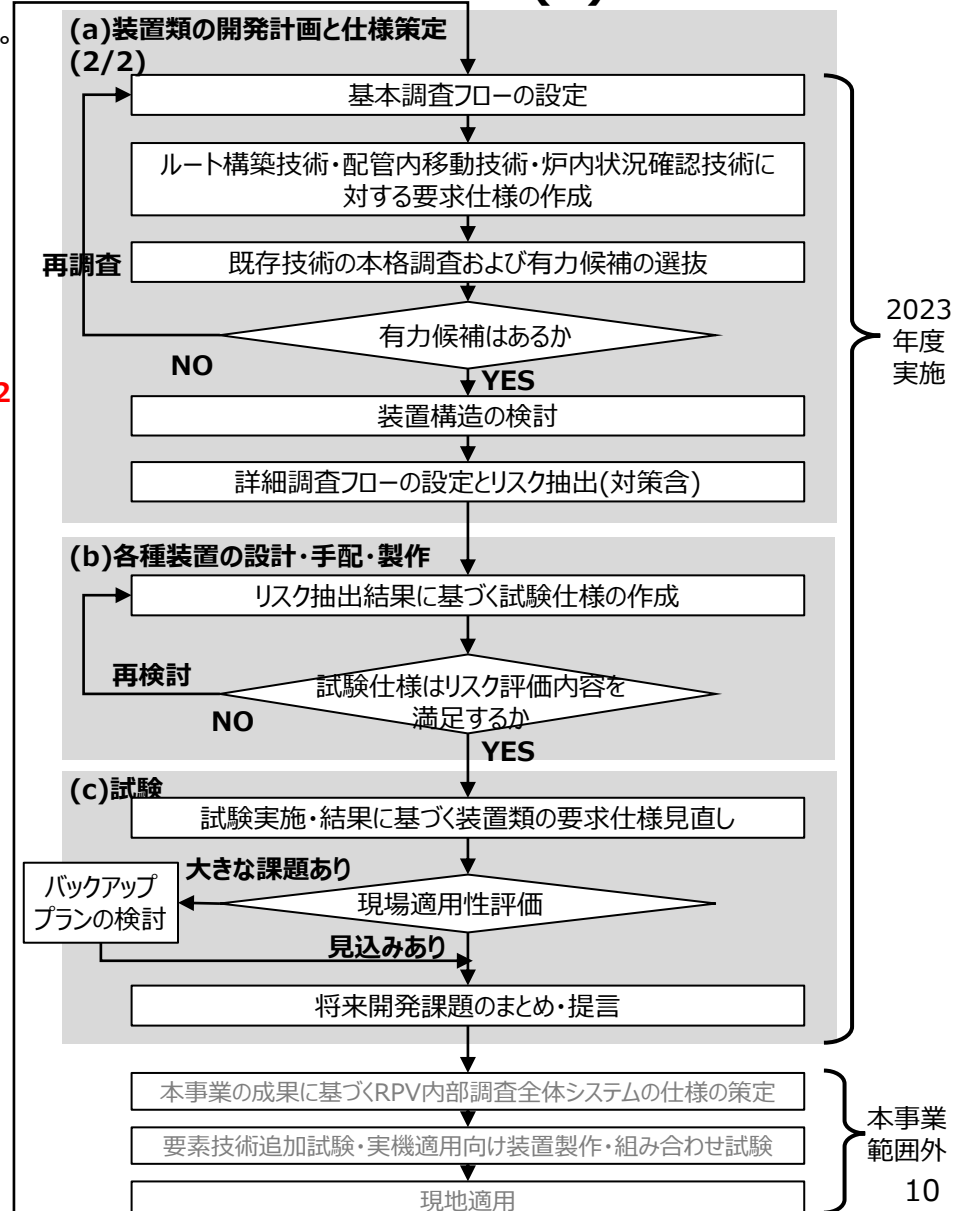 。
(a)装置類の開発計画と仕様策定
(2/2)
基本調査フローの設定
ルート構築技術・配管内移動技術・炉内状況確認技術に
対する要求仕様の作成
再調査
既存技術の本格調査および有力候補の選抜
有力候補はあるか
NO
YES
2
装置構造の検討
詳細調査フローの設定とリスク抽出(対策含)
2023
年度
実施
(b)各種装置の設計・手配・製作
リスク抽出結果に基づく試験仕様の作成
再検討
試験仕様はリスク評価内容を
満足するか
NO
YES
(c)試験
試験実施・結果に基づく装置類の要求仕様見直し
大きな課題あり
バックアップ
プランの検討
現場適用性評価
見込みあり
将来開発課題のまとめ・提言
本事業の成果に基づくRPV内部調査全体システムの仕様の策定
要素技術追加試験・実機適用向け装置製作・組み合わせ試験
現地適用
本事業
範囲外
10